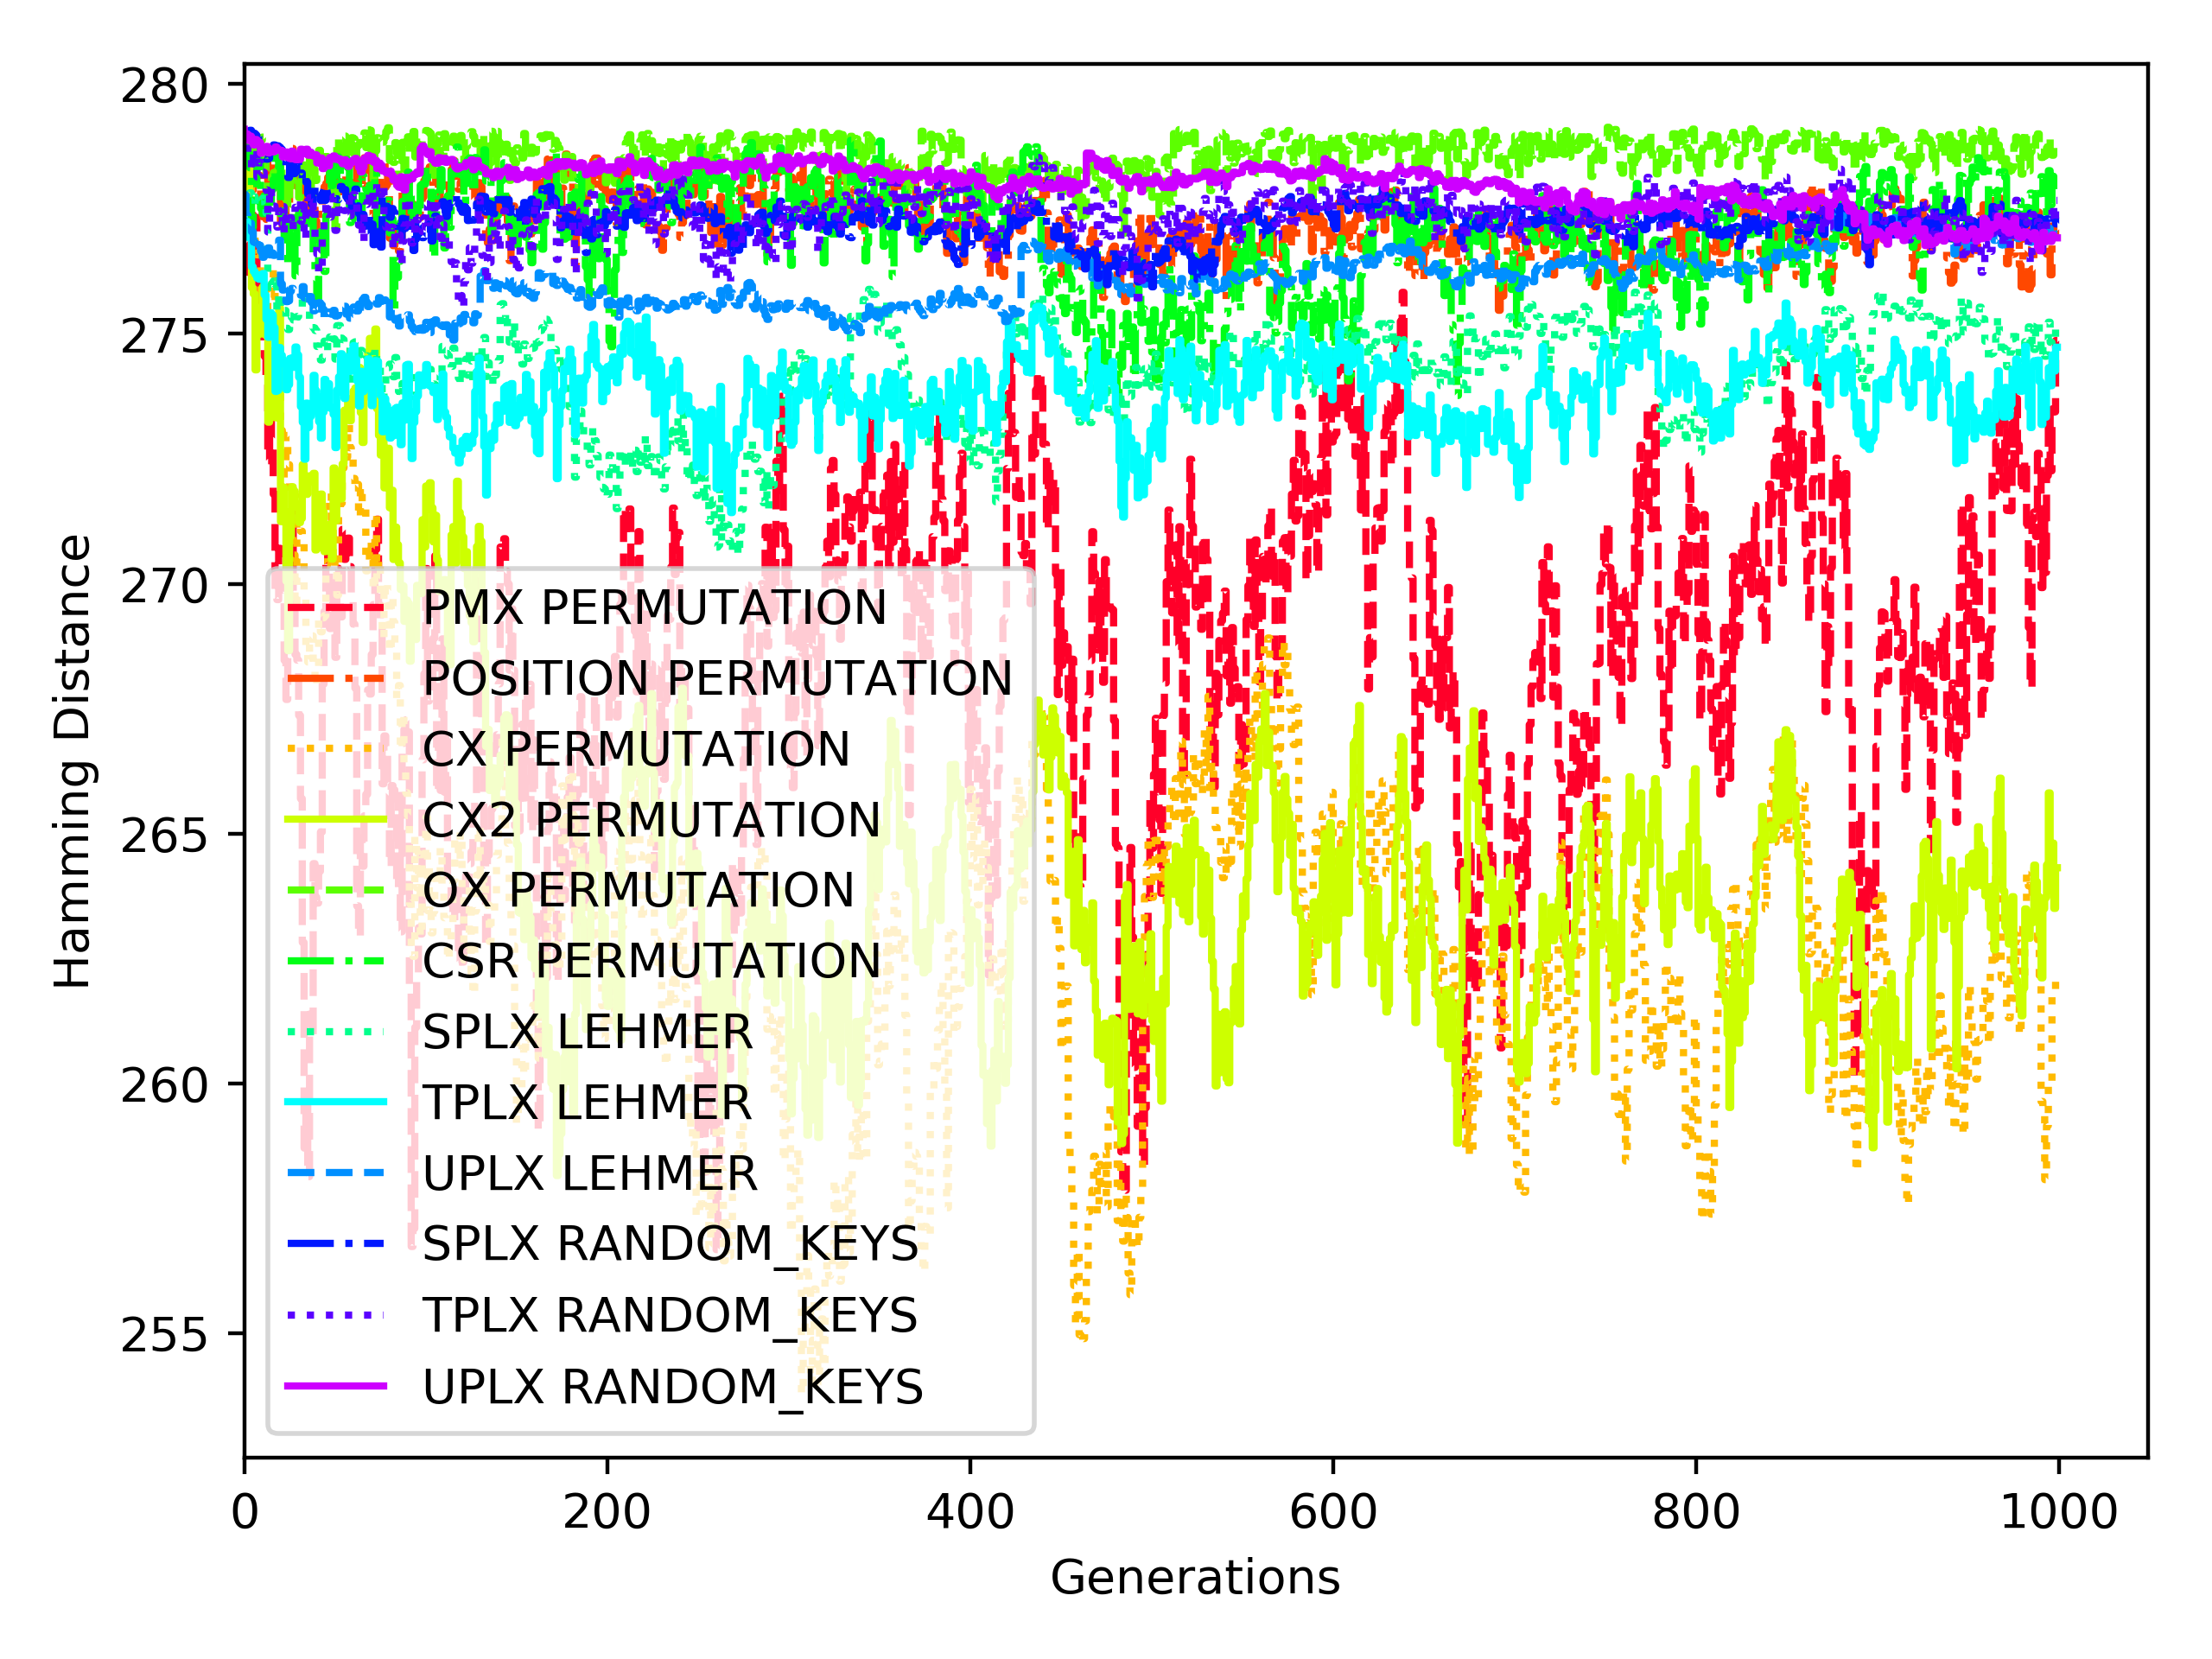 280
275
270
265
260
255
Hamming Distance
PMX PERMUTATION
POSITION PERMUTATION
CX PERMUTATION
CX2 PERMUTATION
OX PERMUTATION
CSR PERMUTATION
SPLX LEHMER
TPLX LEHMER
UPLX LEHMER
SPLX RANDOM_KEYS
TPLX RANDOM_KEYS
UPLX RANDOM_KEYS
0 200 400 600 800 1000
Generations